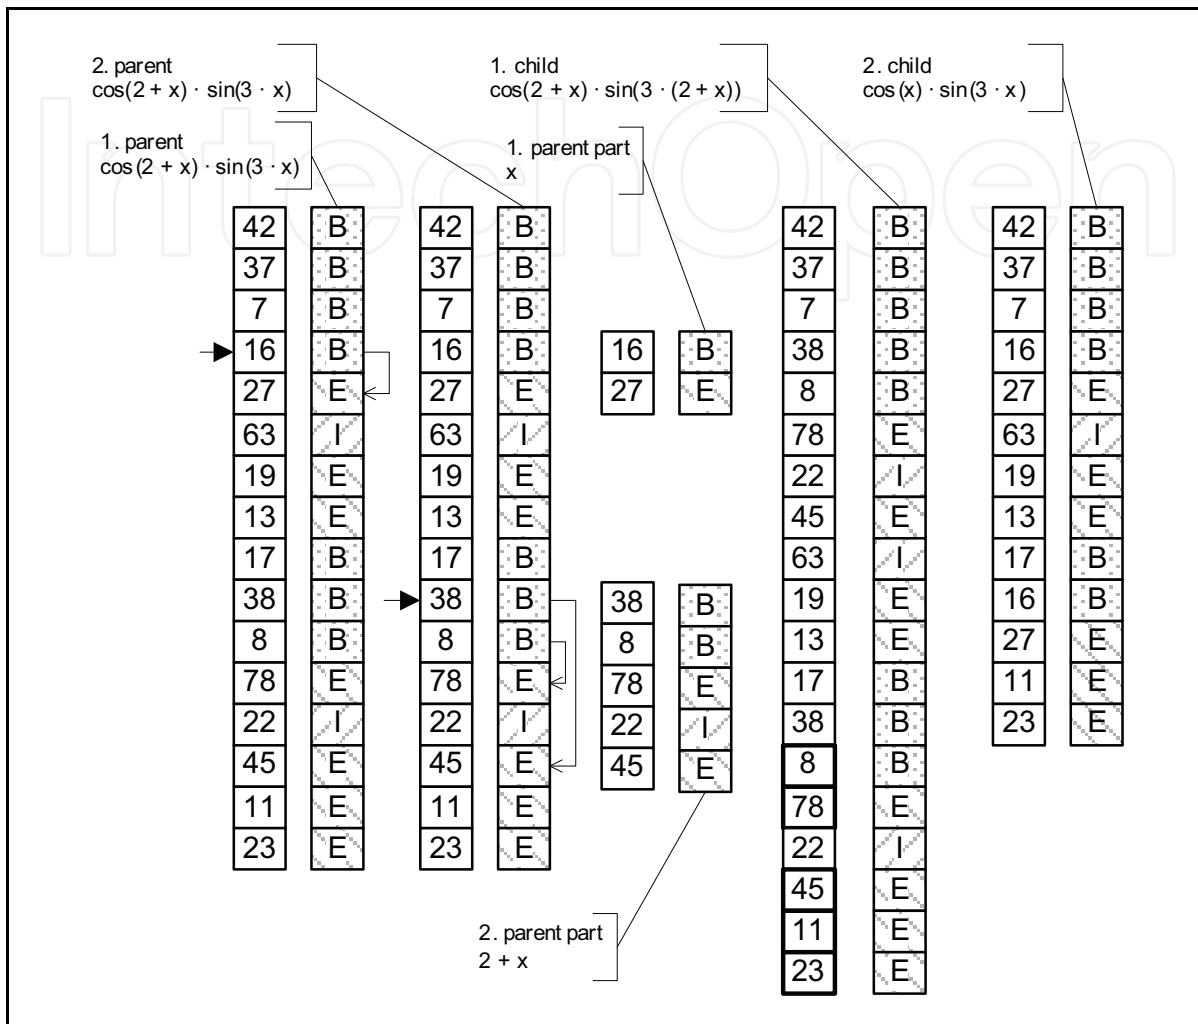 2. parent
cos(2 + x) · sin(3 · x)
1. child
cos(2 + x) · sin(3 · (2 + x))
2. child
cos(x) · sin(3 · x)
1. parent
cos(2 + x) · sin(3 · x)
1. parent part
x
IntechOpen
42 B 42 B 42 B 42 B
37 B 37 B 37 B 37 B
7 B 7 B 7 B 7 B
16 B 16 B 16 B 38 B 16 B
27 E 27 E 27 E 8 B 27 E
63 I 63 I 78 E 63 I
19 E 19 E 22 I 19 E
13 E 13 E 45 E 13 E
17 B 17 B 63 I 17 B
38 B 38 B 38 B 19 E 16 B
8 B 8 B 8 B 13 E 27 E
78 E 78 E 78 E 17 B 11 E
22 I 22 I 22 I 38 B 23 E
45 E 45 E 45 E 8 B
11 E 11 E 78 E
23 E 23 E 22 I
45 E
2. parent part
2 + x
11 E
23 E